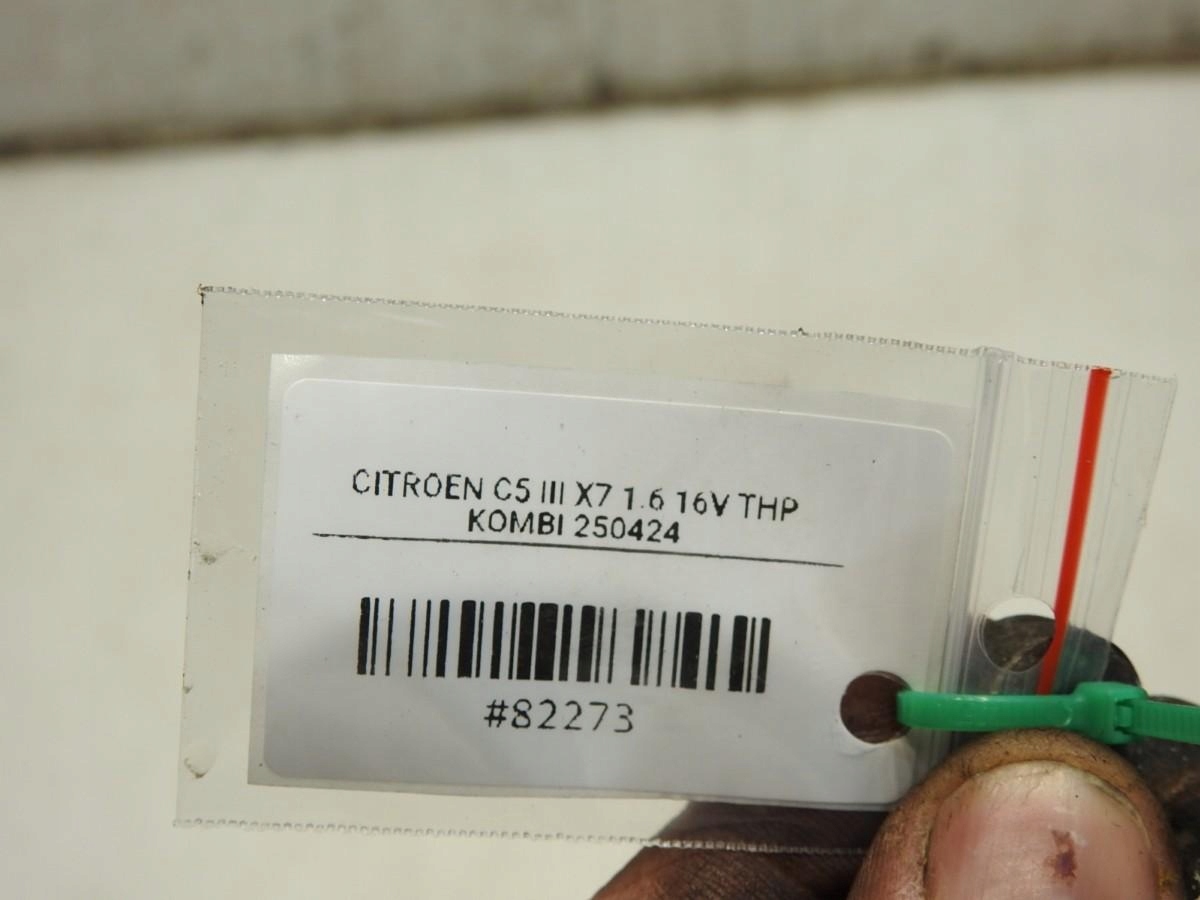 CITROEN C5 III X7 1.6 16V THP
KOMBI 250424
#82273